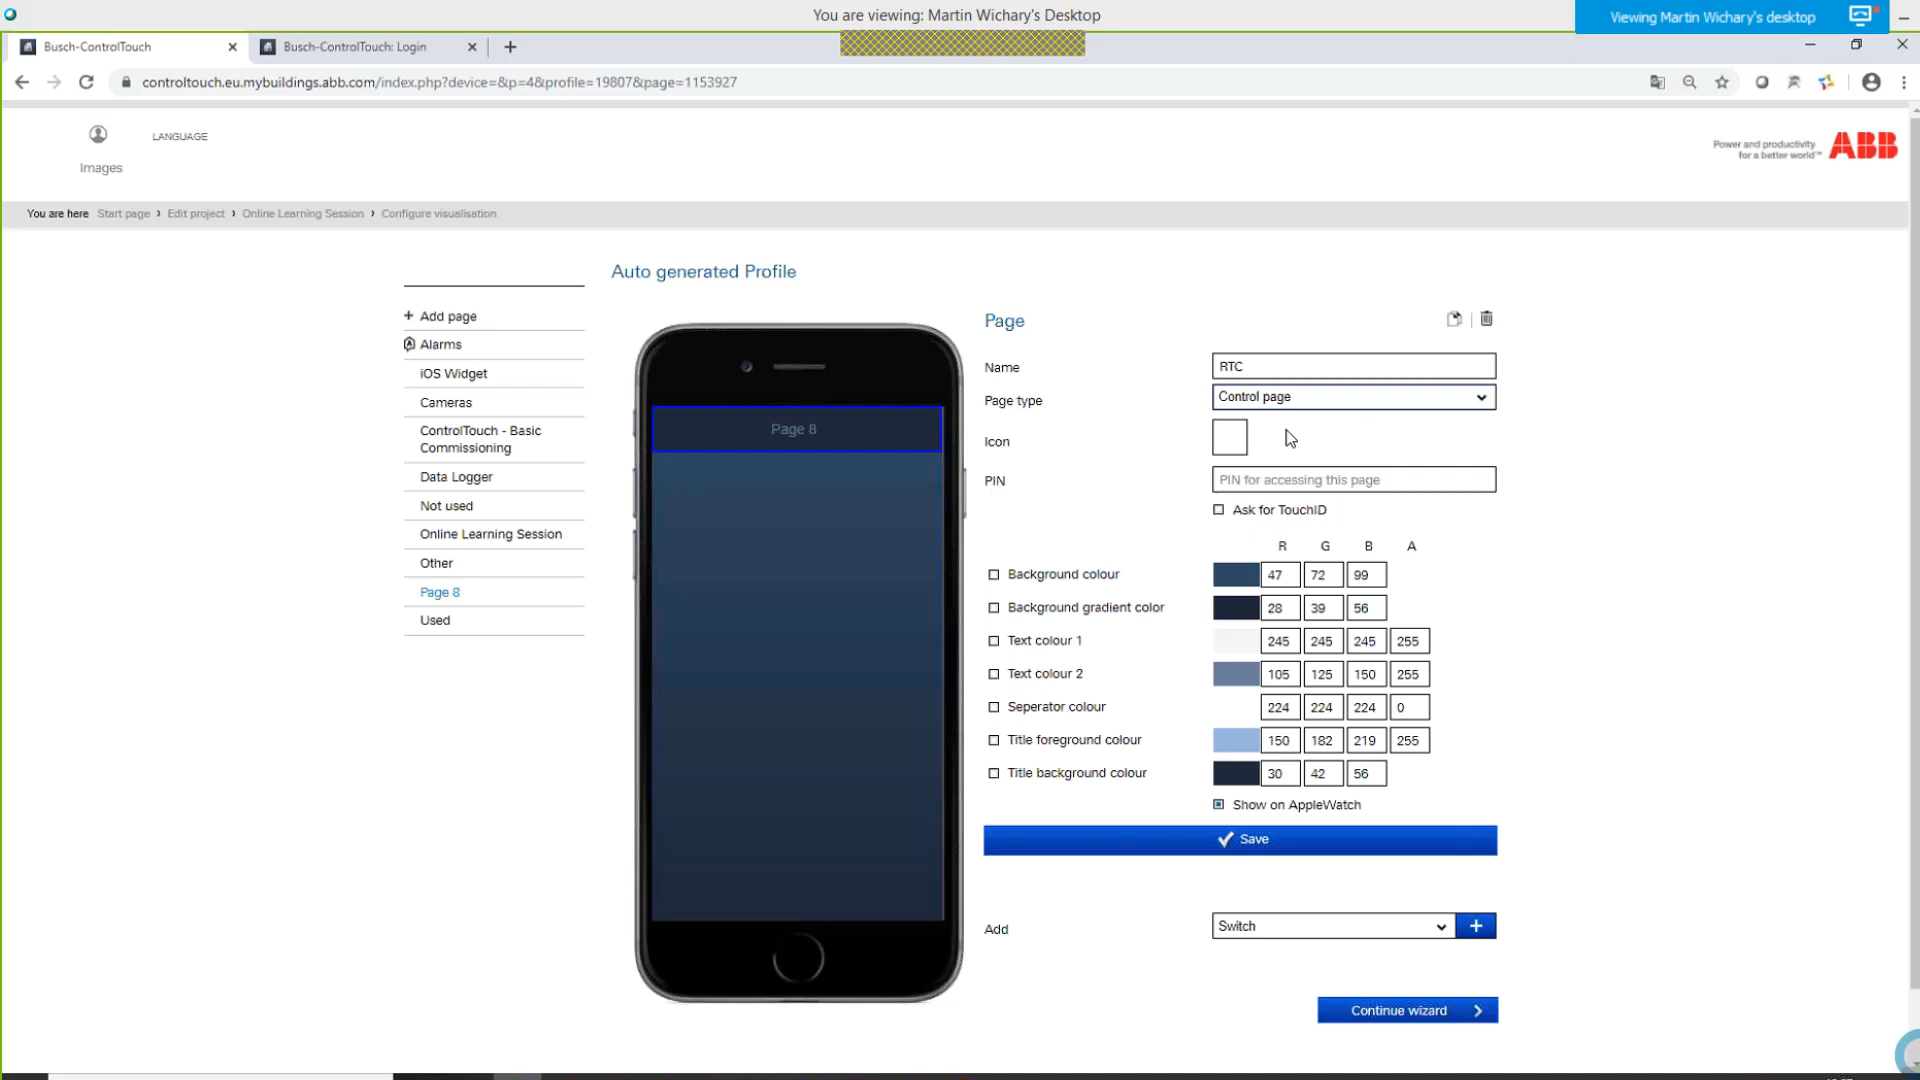 You are viewing: Martin Wichary's Desktop
Viewing Martin Wichary's desktop
Busch-ControlTouch
Busch-ControlTouch: Login
controltouch.eu.mybuildings.abb.com/index.php?device=&p=4&profile=19807&page=1153927
LANGUAGE
Images
Power and productivity
for a better world™
ABB
You are here Start page › Edit project › Online Learning Session › Configure visualisation
Auto generated Profile
+ Add page
Alarms
iOS Widget
Cameras
ControlTouch - Basic
Commissioning
Data Logger
Not used
Online Learning Session
Other
Page 8
Used
Page 8
Page
Name RTC
Page type Control page
Icon
PIN PIN for accessing this page
Ask for TouchID
R G B A
Background colour 47 72 99
Background gradient color 28 39 56
Text colour 1 245 245 245 255
Text colour 2 105 125 150 255
Seperator colour 224 224 224 0
Title foreground colour 150 182 219 255
Title background colour 30 42 56
Show on AppleWatch
Save
Add Switch +
Continue wizard